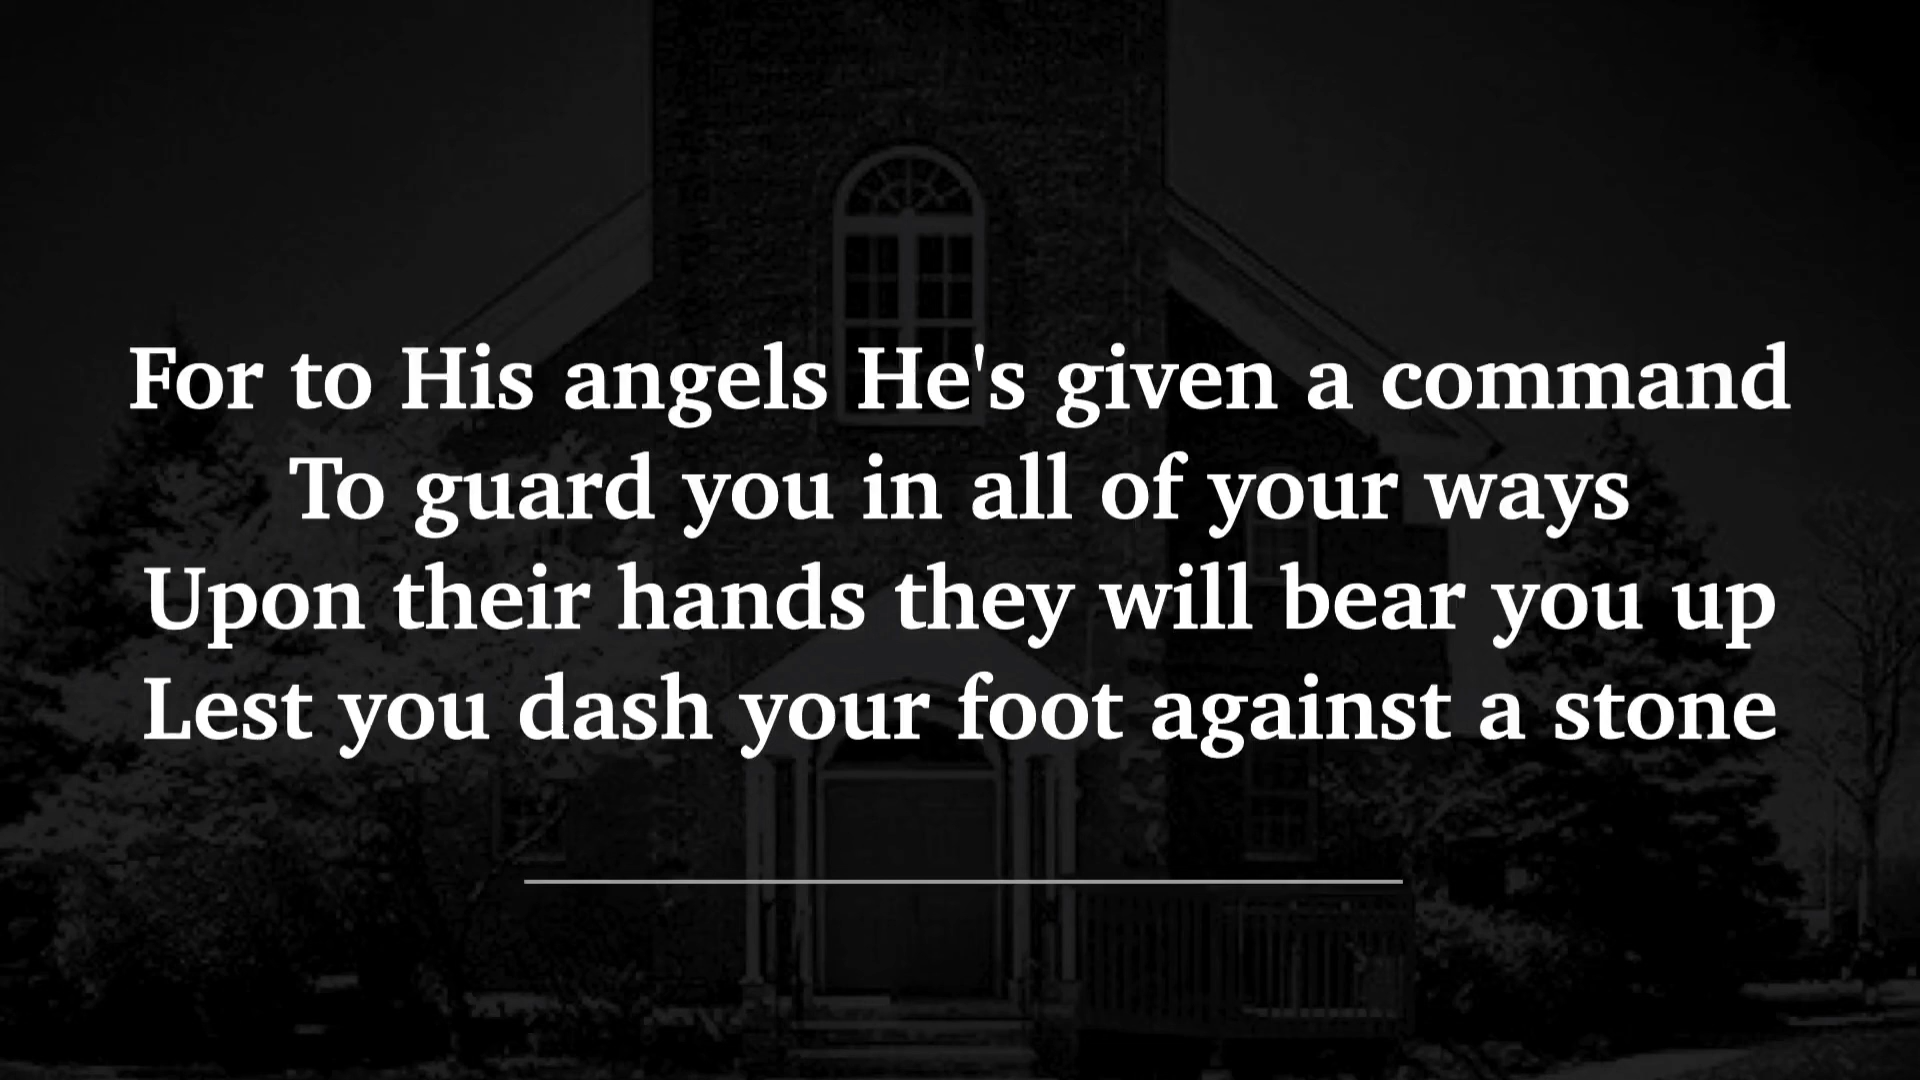 For to His angels He's given a command
To guard you in all of your ways
Upon their hands they will bear you up
Lest you dash your foot against a stone